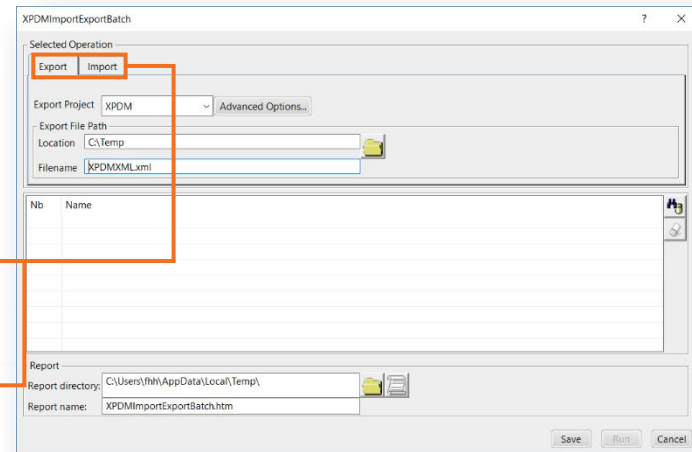 XPDMImportExportBatch ? ×
Selected Operation
Export Import
Export Project XPDM Advanced Options...
Export File Path
Location C:\Temp
Filename XPDMXML.xml
Nb Name
Report
Report directory: C:\Users\fhh\AppData\Local\Temp\
Report name: XPDMImportExportBatch.htm
Save Run Cancel